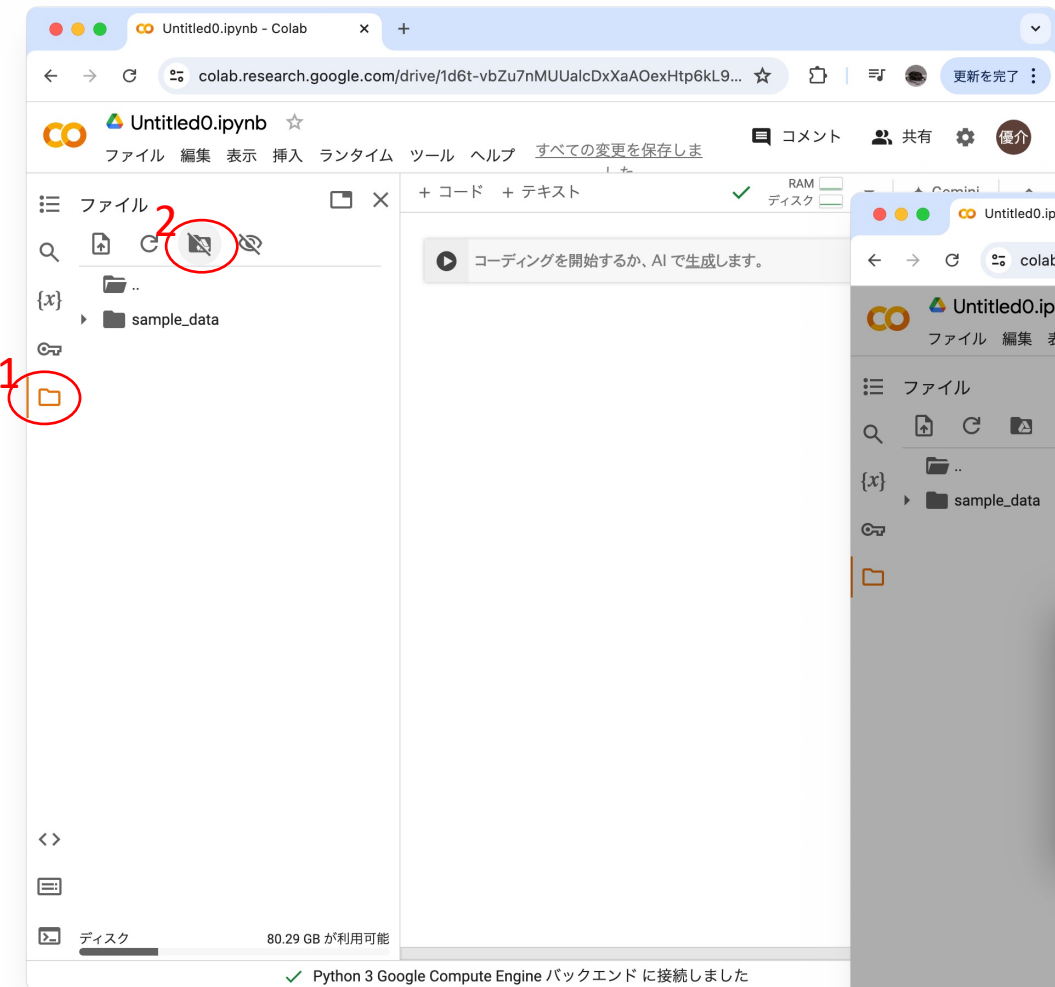 Untitled0.ipynb - Colab
colab.research.google.com/drive/1d6t-vbZu7nMUUalcDxXaAOexHtp6kL9...
更新を完了
Untitled0.ipynb
ファイル 編集 表示 挿入 ランタイム ツール ヘルプ
すべての変更を保存しました
コメント
共有
優介
ファイル
+ コード + テキスト
RAM
ディスク
Gemini
2
コーディングを開始するか、AI で生成します。
..
{x}
sample_data
1
<>
ディスク
80.29 GB が利用可能
Python 3 Google Compute Engine バックエンド に接続しました
Untitled0.ip
colab
Untitled0.ip
ファイル 編集
ファイル
..
{x}
sample_data